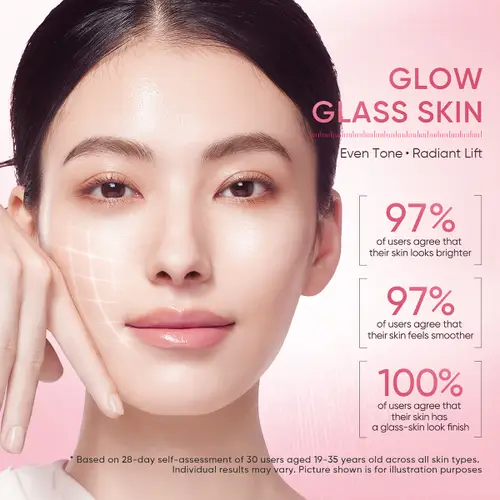 GLOW
GLASS SKIN
Even Tone • Radiant Lift
97%
of users agree that
their skin looks brighter
97%
of users agree that
their skin feels smoother
100%
of users agree that
their skin has
a glass-skin look finish
* Based on 28-day self-assessment of 30 users aged 19-35 years old across all skin types.
Individual results may vary. Picture shown is for illustration purposes